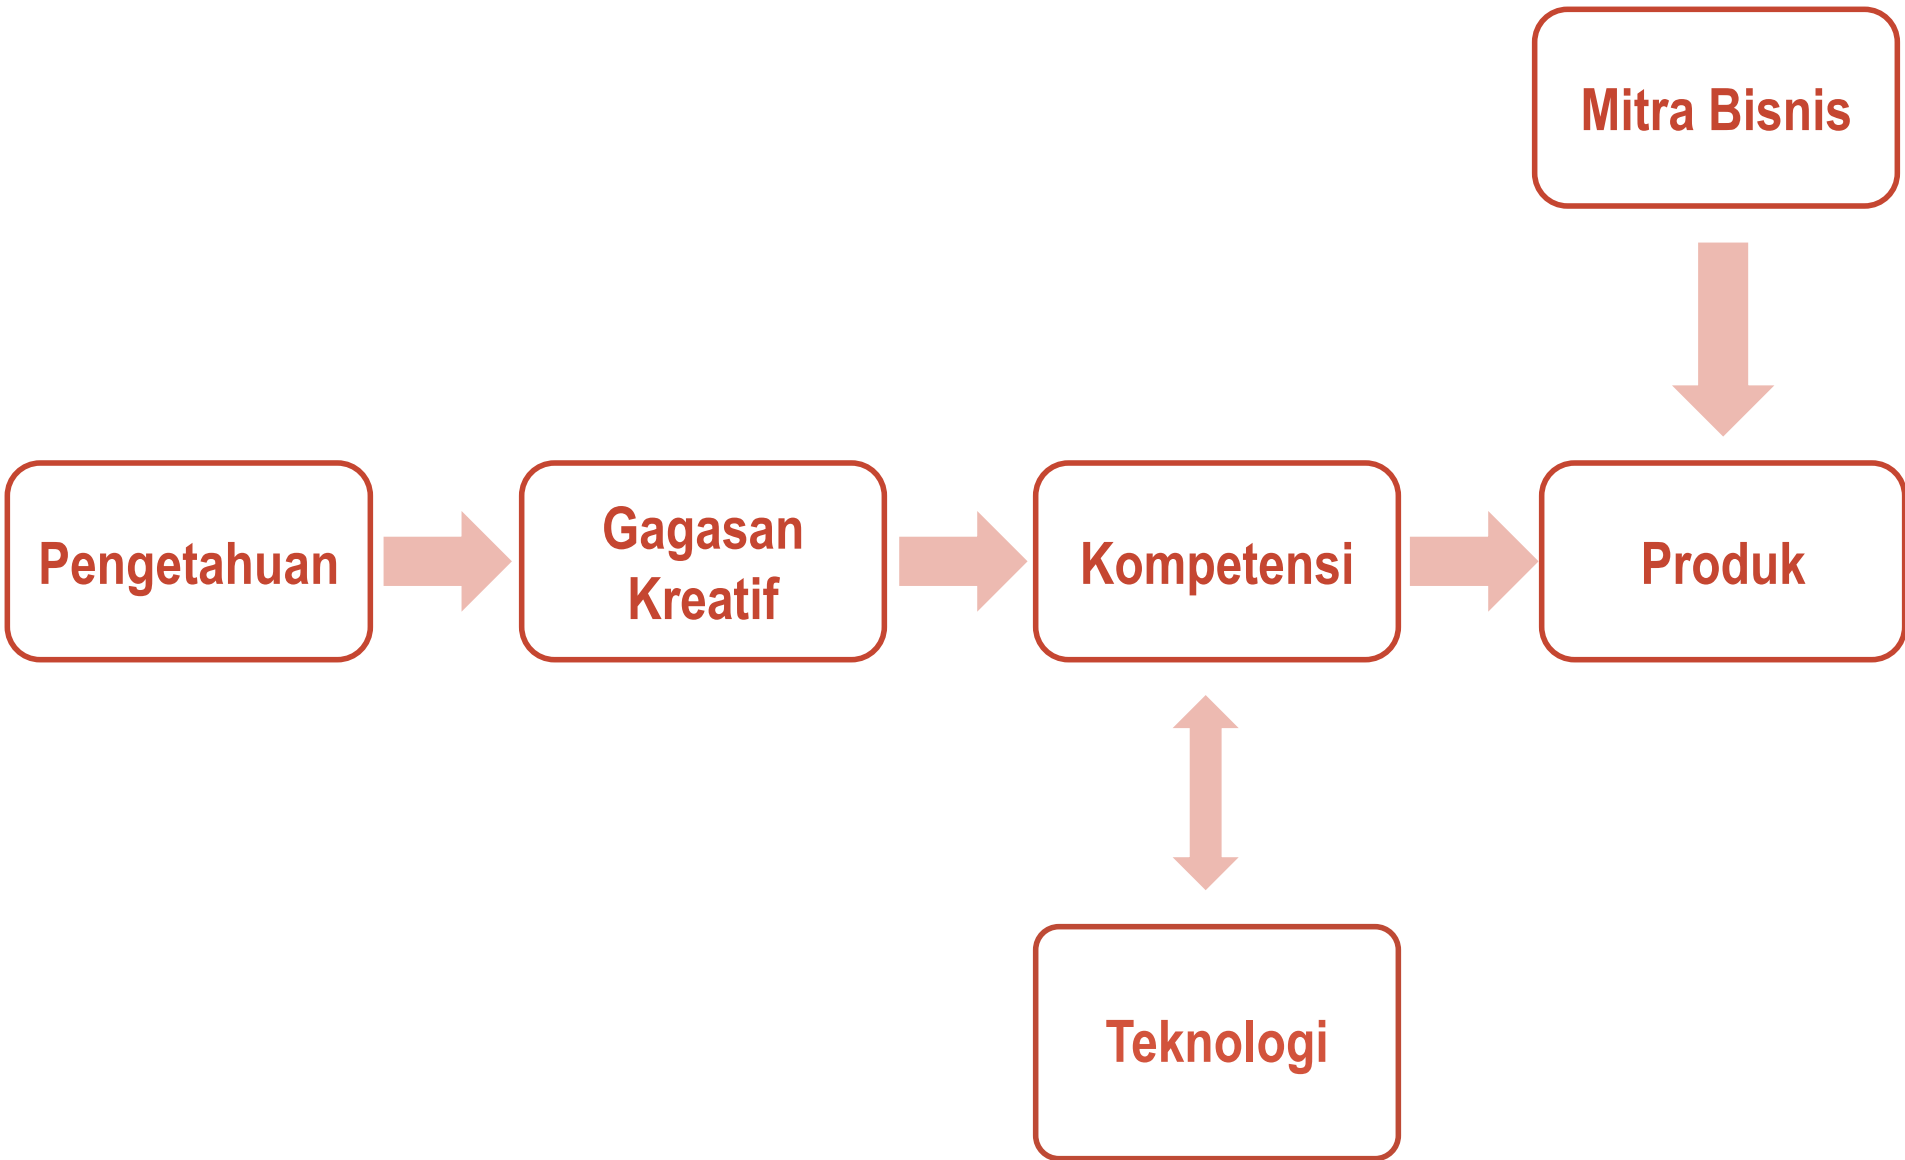 Mitra Bisnis
Pengetahuan
Gagasan
Kreatif
Kompetensi
Produk
Teknologi